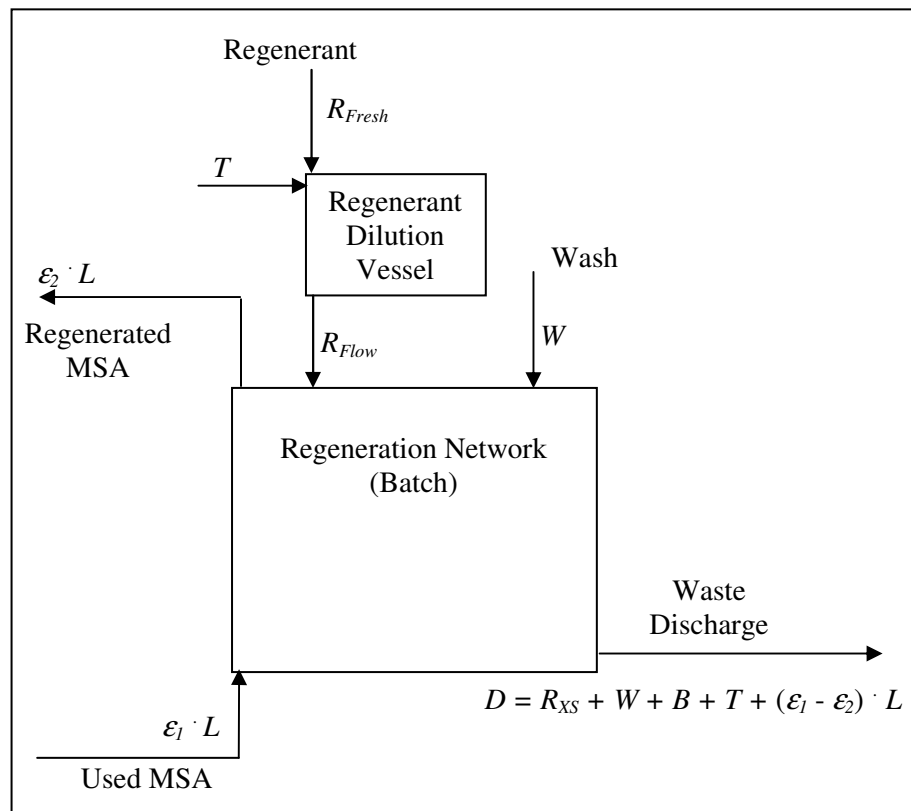 Regenerant
R_Fresh
T
Regenerant
Dilution
Vessel
Wash
ε₂ · L
Regenerated
MSA
R_Flow
W
Regeneration Network
(Batch)
Waste
Discharge
D = R_XS + W + B + T + (ε₁ - ε₂) · L
ε₁ · L
Used MSA